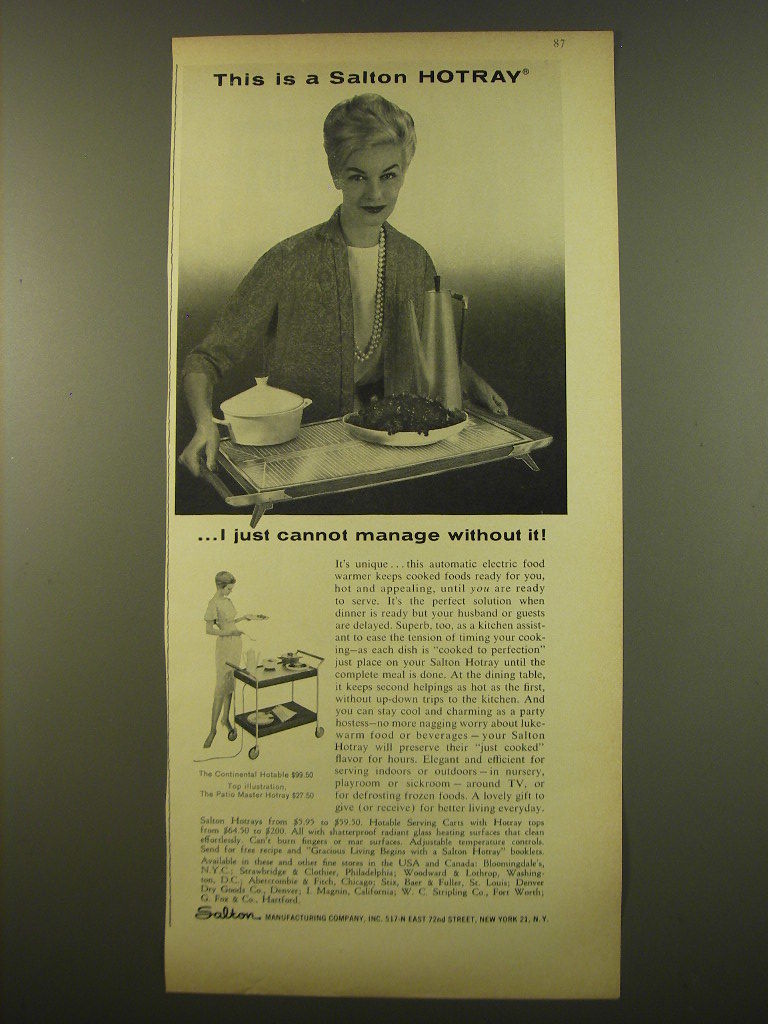 87
This is a Salton HOTRAY®
...I just cannot manage without it!
It's unique... this automatic electric food
warmer keeps cooked foods ready for you,
hot and appealing, until you are ready
to serve. It's the perfect solution when
dinner is ready but your husband or guests
are delayed. Superb, too, as a kitchen assist-
ant to ease the tension of timing your cook-
ing—as each dish is "cooked to perfection"
just place on your Salton Hotray until the
complete meal is done. At the dining table,
it keeps second helpings as hot as the first,
without up-down trips to the kitchen. And
you can stay cool and charming as a party
hostess—no more nagging worry about luke-
warm food or beverages — your Salton
Hotray will preserve their "just cooked"
flavor for hours. Elegant and efficient for
serving indoors or outdoors — in nursery,
playroom or sickroom — around TV, or
for defrosting frozen foods. A lovely gift to
give (or receive) for better living everyday.
The Continental Hotable $99.50
Top illustration,
The Patio Master Hotray $27.50
Salton Hotrays from $5.95 to $59.50. Hotable Serving Carts with Hotray tops
from $64.50 to $200. All with shatterproof radiant glass heating surfaces that clean
effortlessly. Can't burn fingers or mar surfaces. Adjustable temperature controls.
Send for free recipe and "Gracious Living Begins with a Salton Hotray" booklets.
Available in these and other fine stores in the USA and Canada: Bloomingdale's,
N.Y.C.; Strawbridge & Clothier, Philadelphia; Woodward & Lothrop, Washing-
ton, D.C.; Abercrombie & Fitch, Chicago; Stix, Baer & Fuller, St. Louis; Denver
Dry Goods Co., Denver; I. Magnin, California; W. C. Stripling Co., Fort Worth;
G. Fox & Co., Hartford.
Salton MANUFACTURING COMPANY, INC. 517-N EAST 72nd STREET, NEW YORK 21, N.Y.